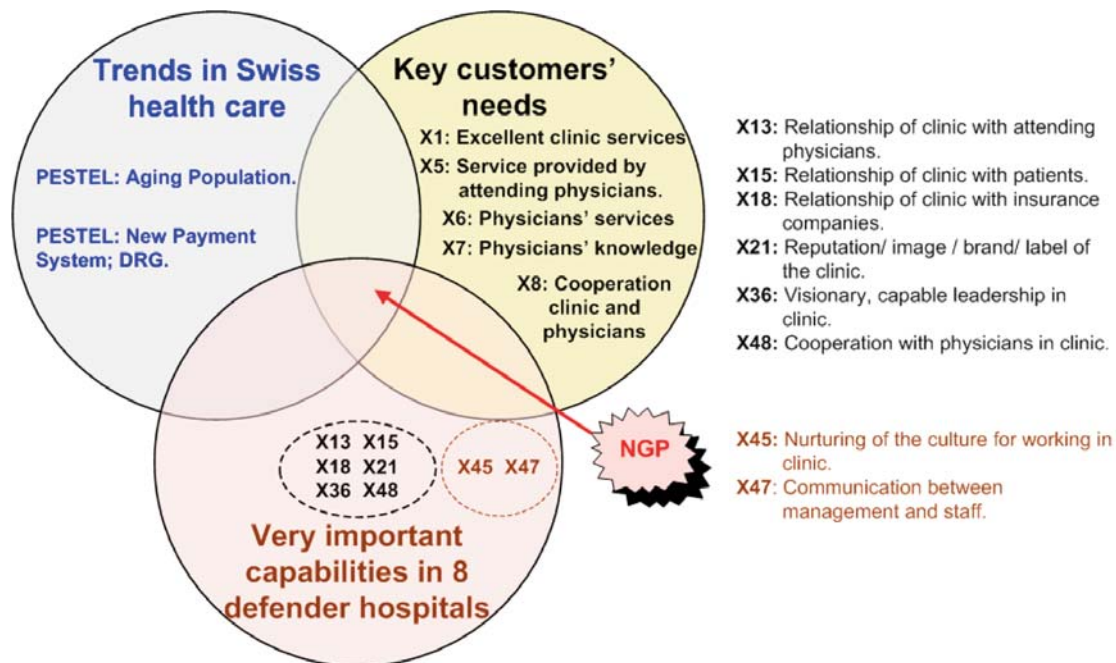 Trends in Swiss
health care
PESTEL: Aging Population.
PESTEL: New Payment
System; DRG.
Key customers’
needs
X1: Excellent clinic services
X5: Service provided by
attending physicians.
X6: Physicians’ services
X7: Physicians’ knowledge
X8: Cooperation
clinic and
physicians
X13 X15
X18 X21
X36 X48
X45 X47
Very important
capabilities in 8
defender hospitals
NGP
X13: Relationship of clinic with attending
physicians.
X15: Relationship of clinic with patients.
X18: Relationship of clinic with insurance
companies.
X21: Reputation/ image / brand/ label of
the clinic.
X36: Visionary, capable leadership in
clinic.
X48: Cooperation with physicians in clinic.
X45: Nurturing of the culture for working in
clinic.
X47: Communication between
management and staff.